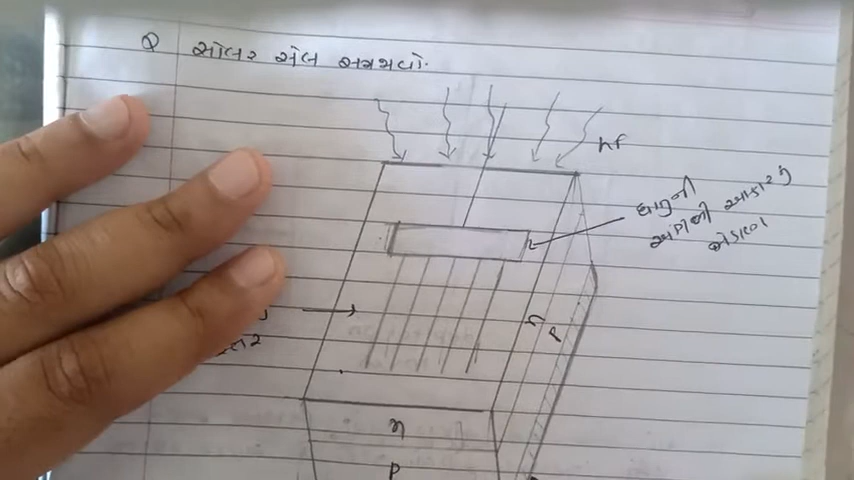 Q સોલર સેલ સમજાવો.
hf
ધાતુની
આંગળી આકારનું
જોડાણ
n
p
n
p